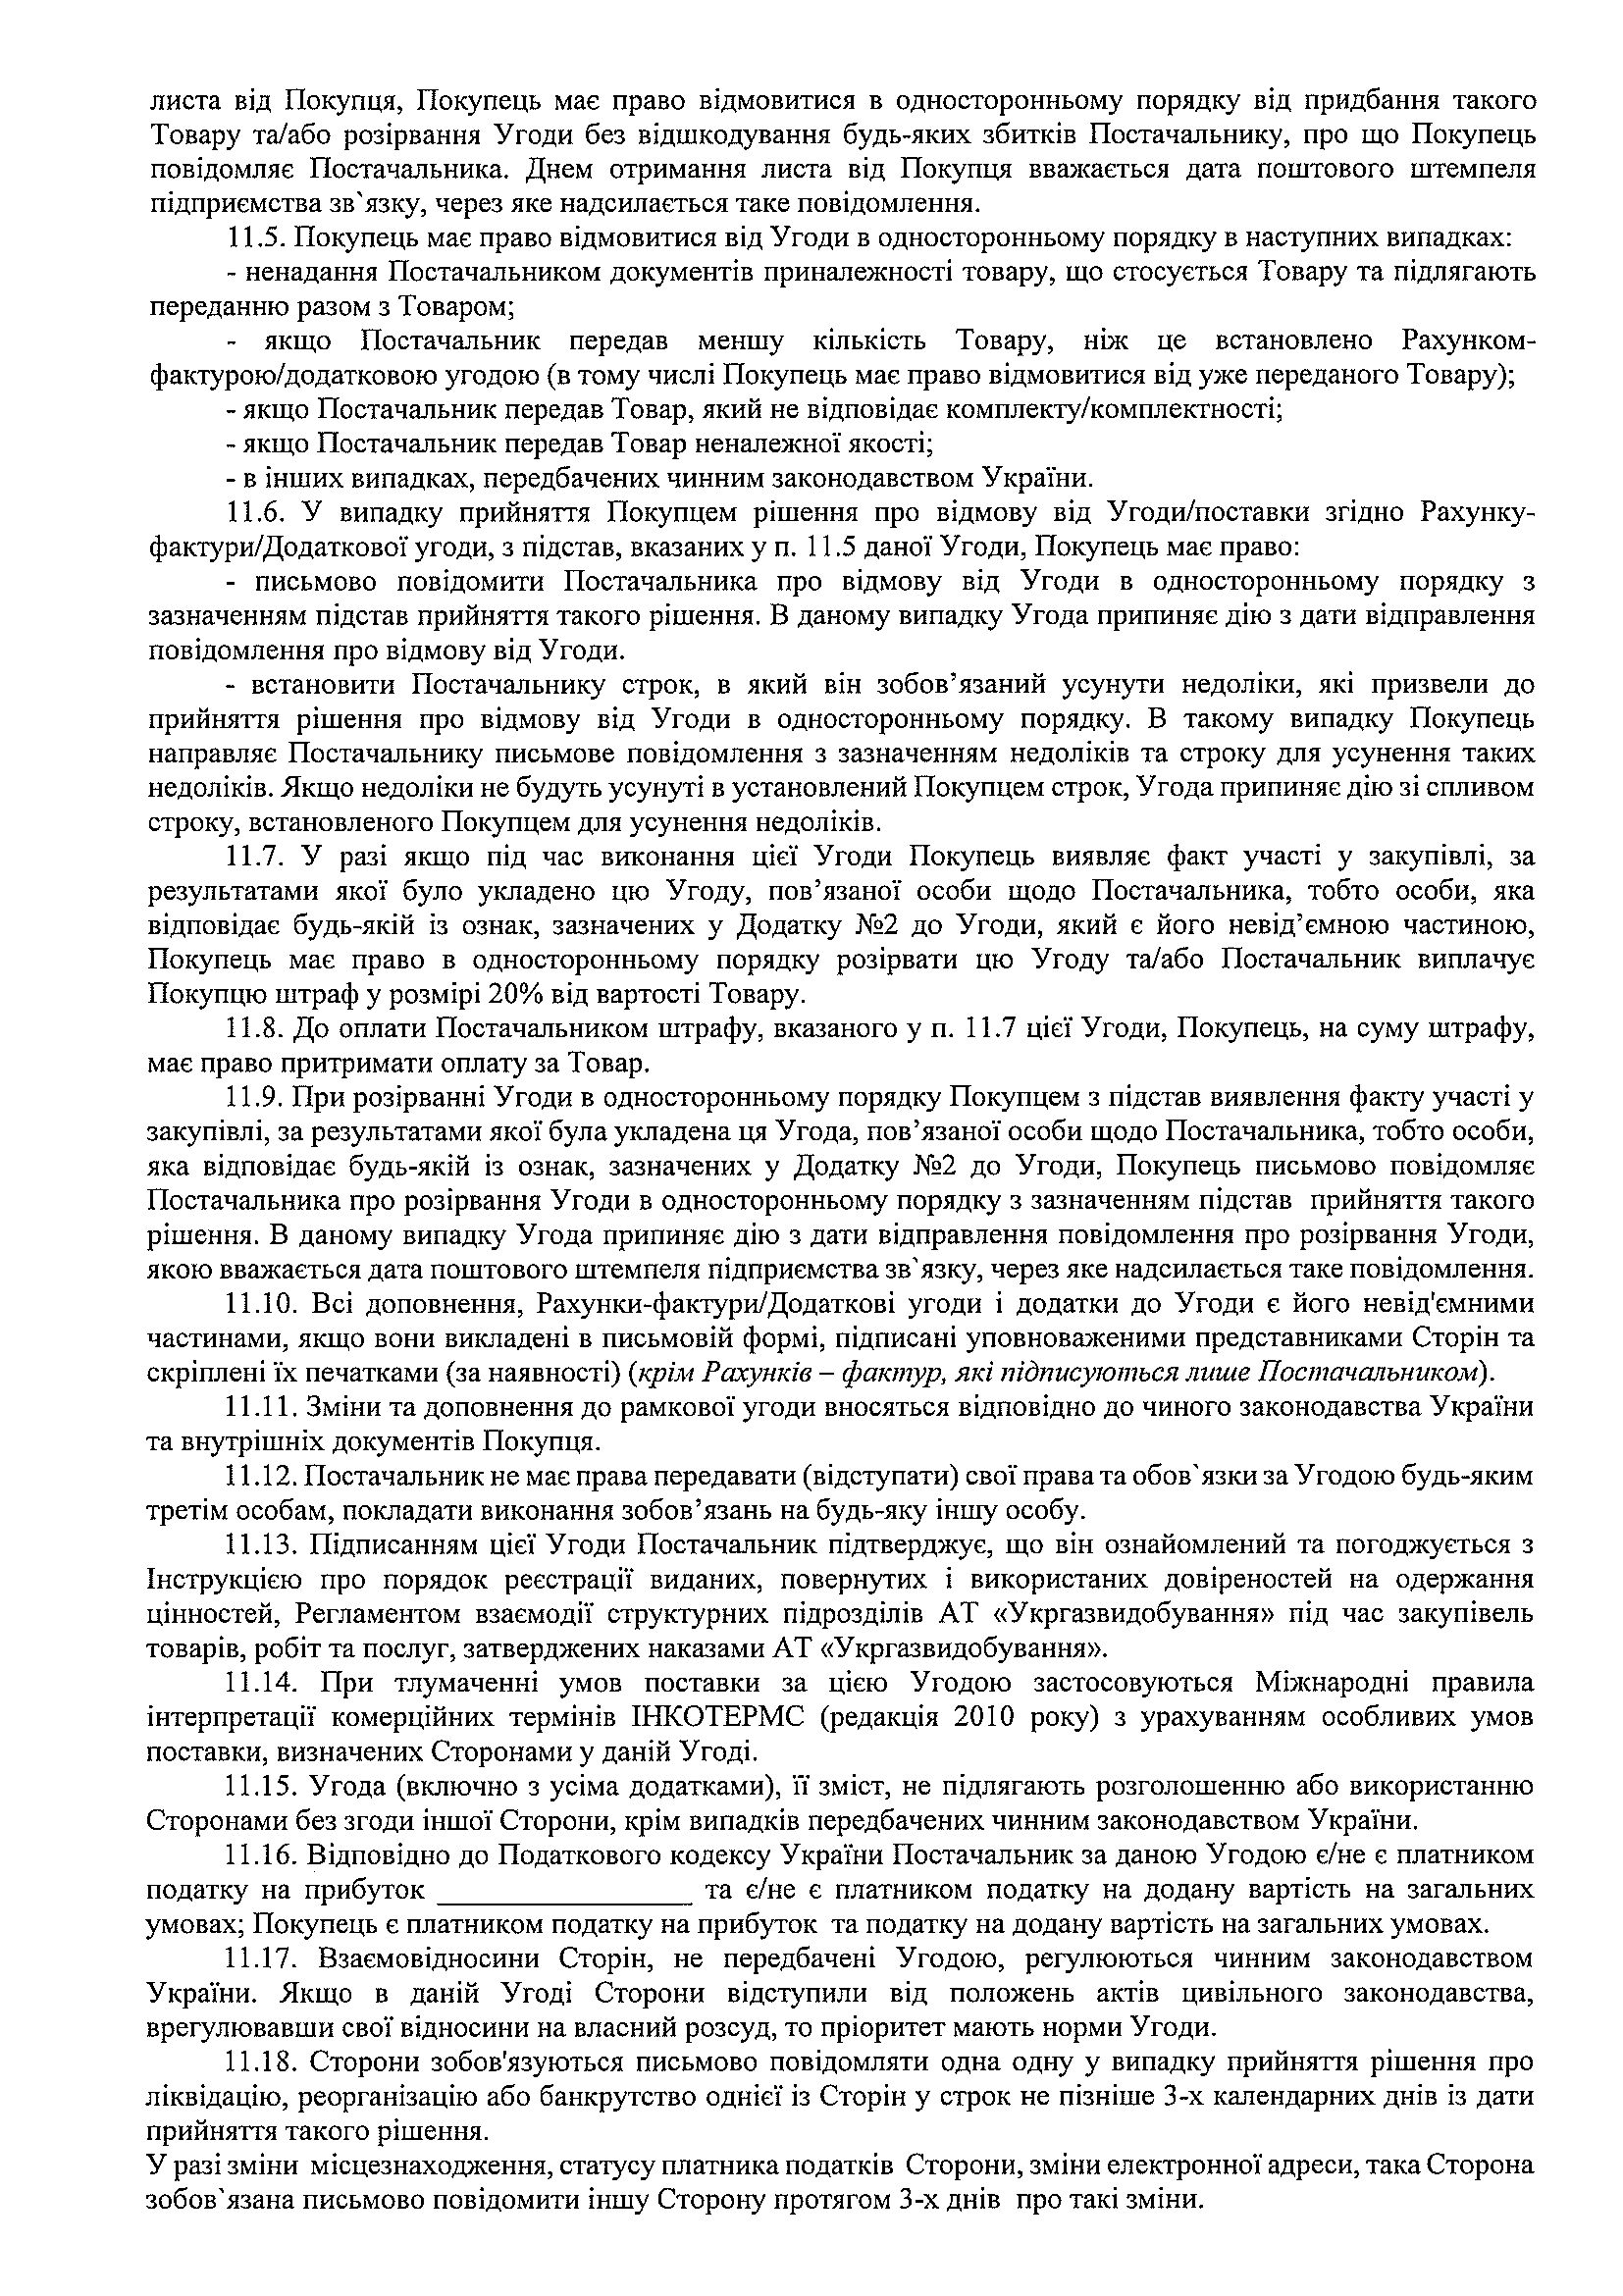 листа від Покупця, Покупець має право відмовитися в односторонньому порядку від придбання такого
Товару та/або розірвання Угоди без відшкодування будь-яких збитків Постачальнику, про що Покупець
повідомляє Постачальника. Днем отримання листа від Покупця вважається дата поштового штемпеля
підприємства зв`язку, через яке надсилається таке повідомлення.
11.5. Покупець має право відмовитися від Угоди в односторонньому порядку в наступних випадках:
- ненадання Постачальником документів приналежності товару, що стосується Товару та підлягають
переданню разом з Товаром;
- якщо Постачальник передав меншу кількість Товару, ніж це встановлено Рахунком-
фактурою/додатковою угодою (в тому числі Покупець має право відмовитися від уже переданого Товару);
- якщо Постачальник передав Товар, який не відповідає комплекту/комплектності;
- якщо Постачальник передав Товар неналежної якості;
- в інших випадках, передбачених чинним законодавством України.
11.6. У випадку прийняття Покупцем рішення про відмову від Угоди/поставки згідно Рахунку-
фактури/Додаткової угоди, з підстав, вказаних у п. 11.5 даної Угоди, Покупець має право:
- письмово повідомити Постачальника про відмову від Угоди в односторонньому порядку з
зазначенням підстав прийняття такого рішення. В даному випадку Угода припиняє дію з дати відправлення
повідомлення про відмову від Угоди.
- встановити Постачальнику строк, в який він зобов’язаний усунути недоліки, які призвели до
прийняття рішення про відмову від Угоди в односторонньому порядку. В такому випадку Покупець
направляє Постачальнику письмове повідомлення з зазначенням недоліків та строку для усунення таких
недоліків. Якщо недоліки не будуть усунуті в установлений Покупцем строк, Угода припиняє дію зі спливом
строку, встановленого Покупцем для усунення недоліків.
11.7. У разі якщо під час виконання цієї Угоди Покупець виявляє факт участі у закупівлі, за
результатами якої було укладено цю Угоду, пов’язаної особи щодо Постачальника, тобто особи, яка
відповідає будь-якій із ознак, зазначених у Додатку №2 до Угоди, який є його невід’ємною частиною,
Покупець має право в односторонньому порядку розірвати цю Угоду та/або Постачальник виплачує
Покупцю штраф у розмірі 20% від вартості Товару.
11.8. До оплати Постачальником штрафу, вказаного у п. 11.7 цієї Угоди, Покупець, на суму штрафу,
має право притримати оплату за Товар.
11.9. При розірванні Угоди в односторонньому порядку Покупцем з підстав виявлення факту участі у
закупівлі, за результатами якої була укладена ця Угода, пов’язаної особи щодо Постачальника, тобто особи,
яка відповідає будь-якій із ознак, зазначених у Додатку №2 до Угоди, Покупець письмово повідомляє
Постачальника про розірвання Угоди в односторонньому порядку з зазначенням підстав прийняття такого
рішення. В даному випадку Угода припиняє дію з дати відправлення повідомлення про розірвання Угоди,
якою вважається дата поштового штемпеля підприємства зв`язку, через яке надсилається таке повідомлення.
11.10. Всі доповнення, Рахунки-фактури/Додаткові угоди і додатки до Угоди є його невід'ємними
частинами, якщо вони викладені в письмовій формі, підписані уповноваженими представниками Сторін та
скріплені їх печатками (за наявності) (крім Рахунків – фактур, які підписуються лише Постачальником).
11.11. Зміни та доповнення до рамкової угоди вносяться відповідно до чиного законодавства України
та внутрішніх документів Покупця.
11.12. Постачальник не має права передавати (відступати) свої права та обов`язки за Угодою будь-яким
третім особам, покладати виконання зобов’язань на будь-яку іншу особу.
11.13. Підписанням цієї Угоди Постачальник підтверджує, що він ознайомлений та погоджується з
Інструкцією про порядок реєстрації виданих, повернутих і використаних довіреностей на одержання
цінностей, Регламентом взаємодії структурних підрозділів АТ «Укргазвидобування» під час закупівель
товарів, робіт та послуг, затверджених наказами АТ «Укргазвидобування».
11.14. При тлумаченні умов поставки за цією Угодою застосовуються Міжнародні правила
інтерпретації комерційних термінів ІНКОТЕРМС (редакція 2010 року) з урахуванням особливих умов
поставки, визначених Сторонами у даній Угоді.
11.15. Угода (включно з усіма додатками), її зміст, не підлягають розголошенню або використанню
Сторонами без згоди іншої Сторони, крім випадків передбачених чинним законодавством України.
11.16. Відповідно до Податкового кодексу України Постачальник за даною Угодою є/не є платником
податку на прибуток ___________________ та є/не є платником податку на додану вартість на загальних
умовах; Покупець є платником податку на прибуток та податку на додану вартість на загальних умовах.
11.17. Взаємовідносини Сторін, не передбачені Угодою, регулюються чинним законодавством
України. Якщо в даній Угоді Сторони відступили від положень актів цивільного законодавства,
врегулювавши свої відносини на власний розсуд, то пріоритет мають норми Угоди.
11.18. Сторони зобов'язуються письмово повідомляти одна одну у випадку прийняття рішення про
ліквідацію, реорганізацію або банкрутство однієї із Сторін у строк не пізніше 3-х календарних днів із дати
прийняття такого рішення.
У разі зміни місцезнаходження, статусу платника податків Сторони, зміни електронної адреси, така Сторона
зобов`язана письмово повідомити іншу Сторону протягом 3-х днів про такі зміни.